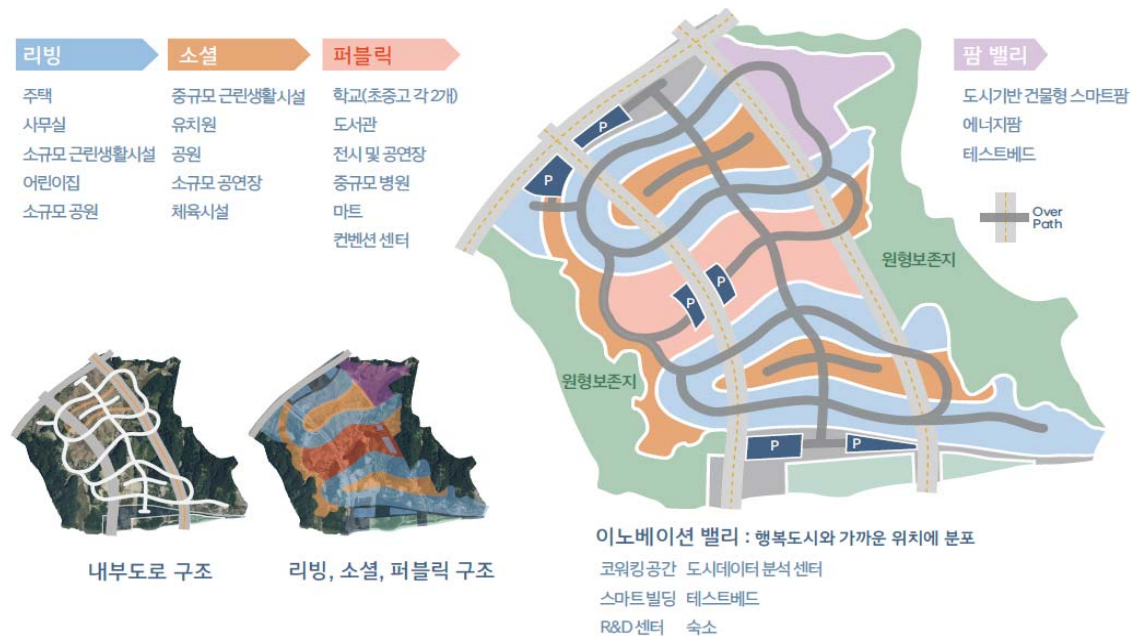 리빙
주택
사무실
소규모 근린생활시설
어린이집
소규모 공원
소셜
중규모 근린생활시설
유치원
공원
소규모 공연장
체육시설
퍼블릭
학교(초중고 각 2개)
도서관
전시 및 공연장
중규모 병원
마트
컨벤션 센터
팜 밸리
도시기반 건물형 스마트팜
에너지팜
테스트베드
Over
Path
P
P
P
P
원형보존지
원형보존지
P
P
내부도로 구조
리빙, 소셜, 퍼블릭 구조
이노베이션 밸리 : 행복도시와 가까운 위치에 분포
코워킹 공간 도시데이터 분석 센터
스마트 빌딩 테스트베드
R&D 센터 숙소